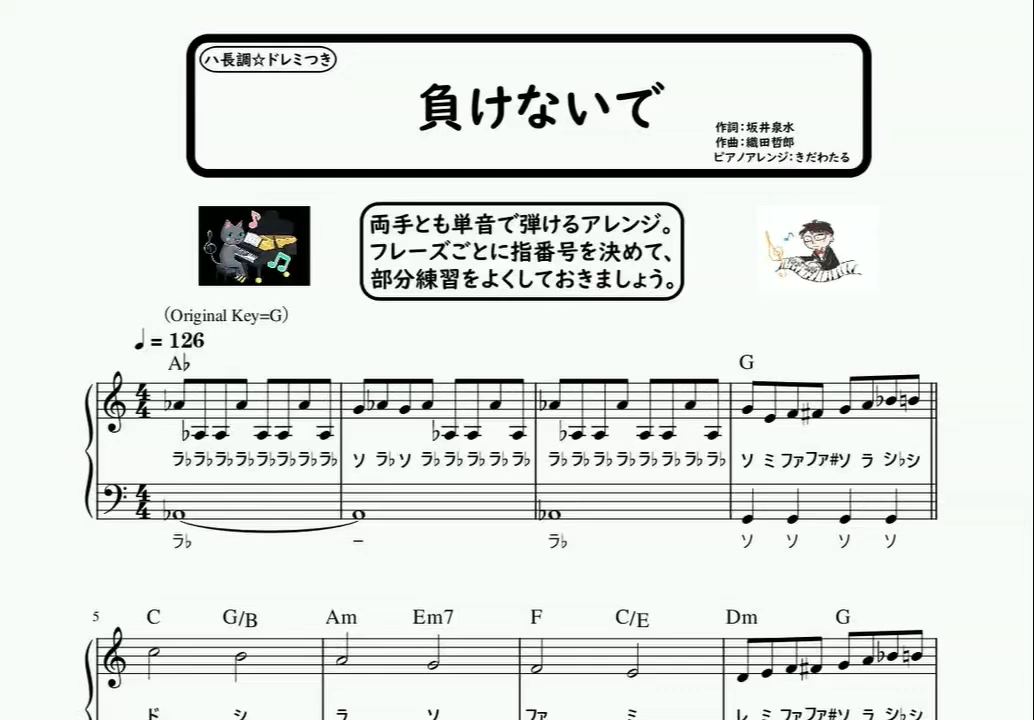 ハ長調☆ドレミつき
負けないで
作詞：坂井泉水
作曲：織田哲郎
ピアノアレンジ：きだわたる
両手とも単音で弾けるアレンジ。
フレーズごとに指番号を決めて、
部分練習をよくしておきましょう。
（Original Key=G）
♩= 126
A♭ G
4 4
ラ♭ ラ♭ ラ♭ ラ♭ ラ♭ ラ♭ ラ♭ ソ ラ♭ ソ ラ♭ ラ♭ ラ♭ ラ♭ ラ♭ ラ♭ ラ♭ ラ♭ ラ♭ ラ♭ ラ♭ ラ♭ ソ ミ ファ ファ# ソ ラ シ♭ シ
4 4
ラ♭ － ラ♭ ソ ソ ソ ソ
5
C G/B Am Em7 F C/E Dm G
ド シ ラ ソ ファ ミ レ ミ ファ ファ# ソ ラ シ♭ シ